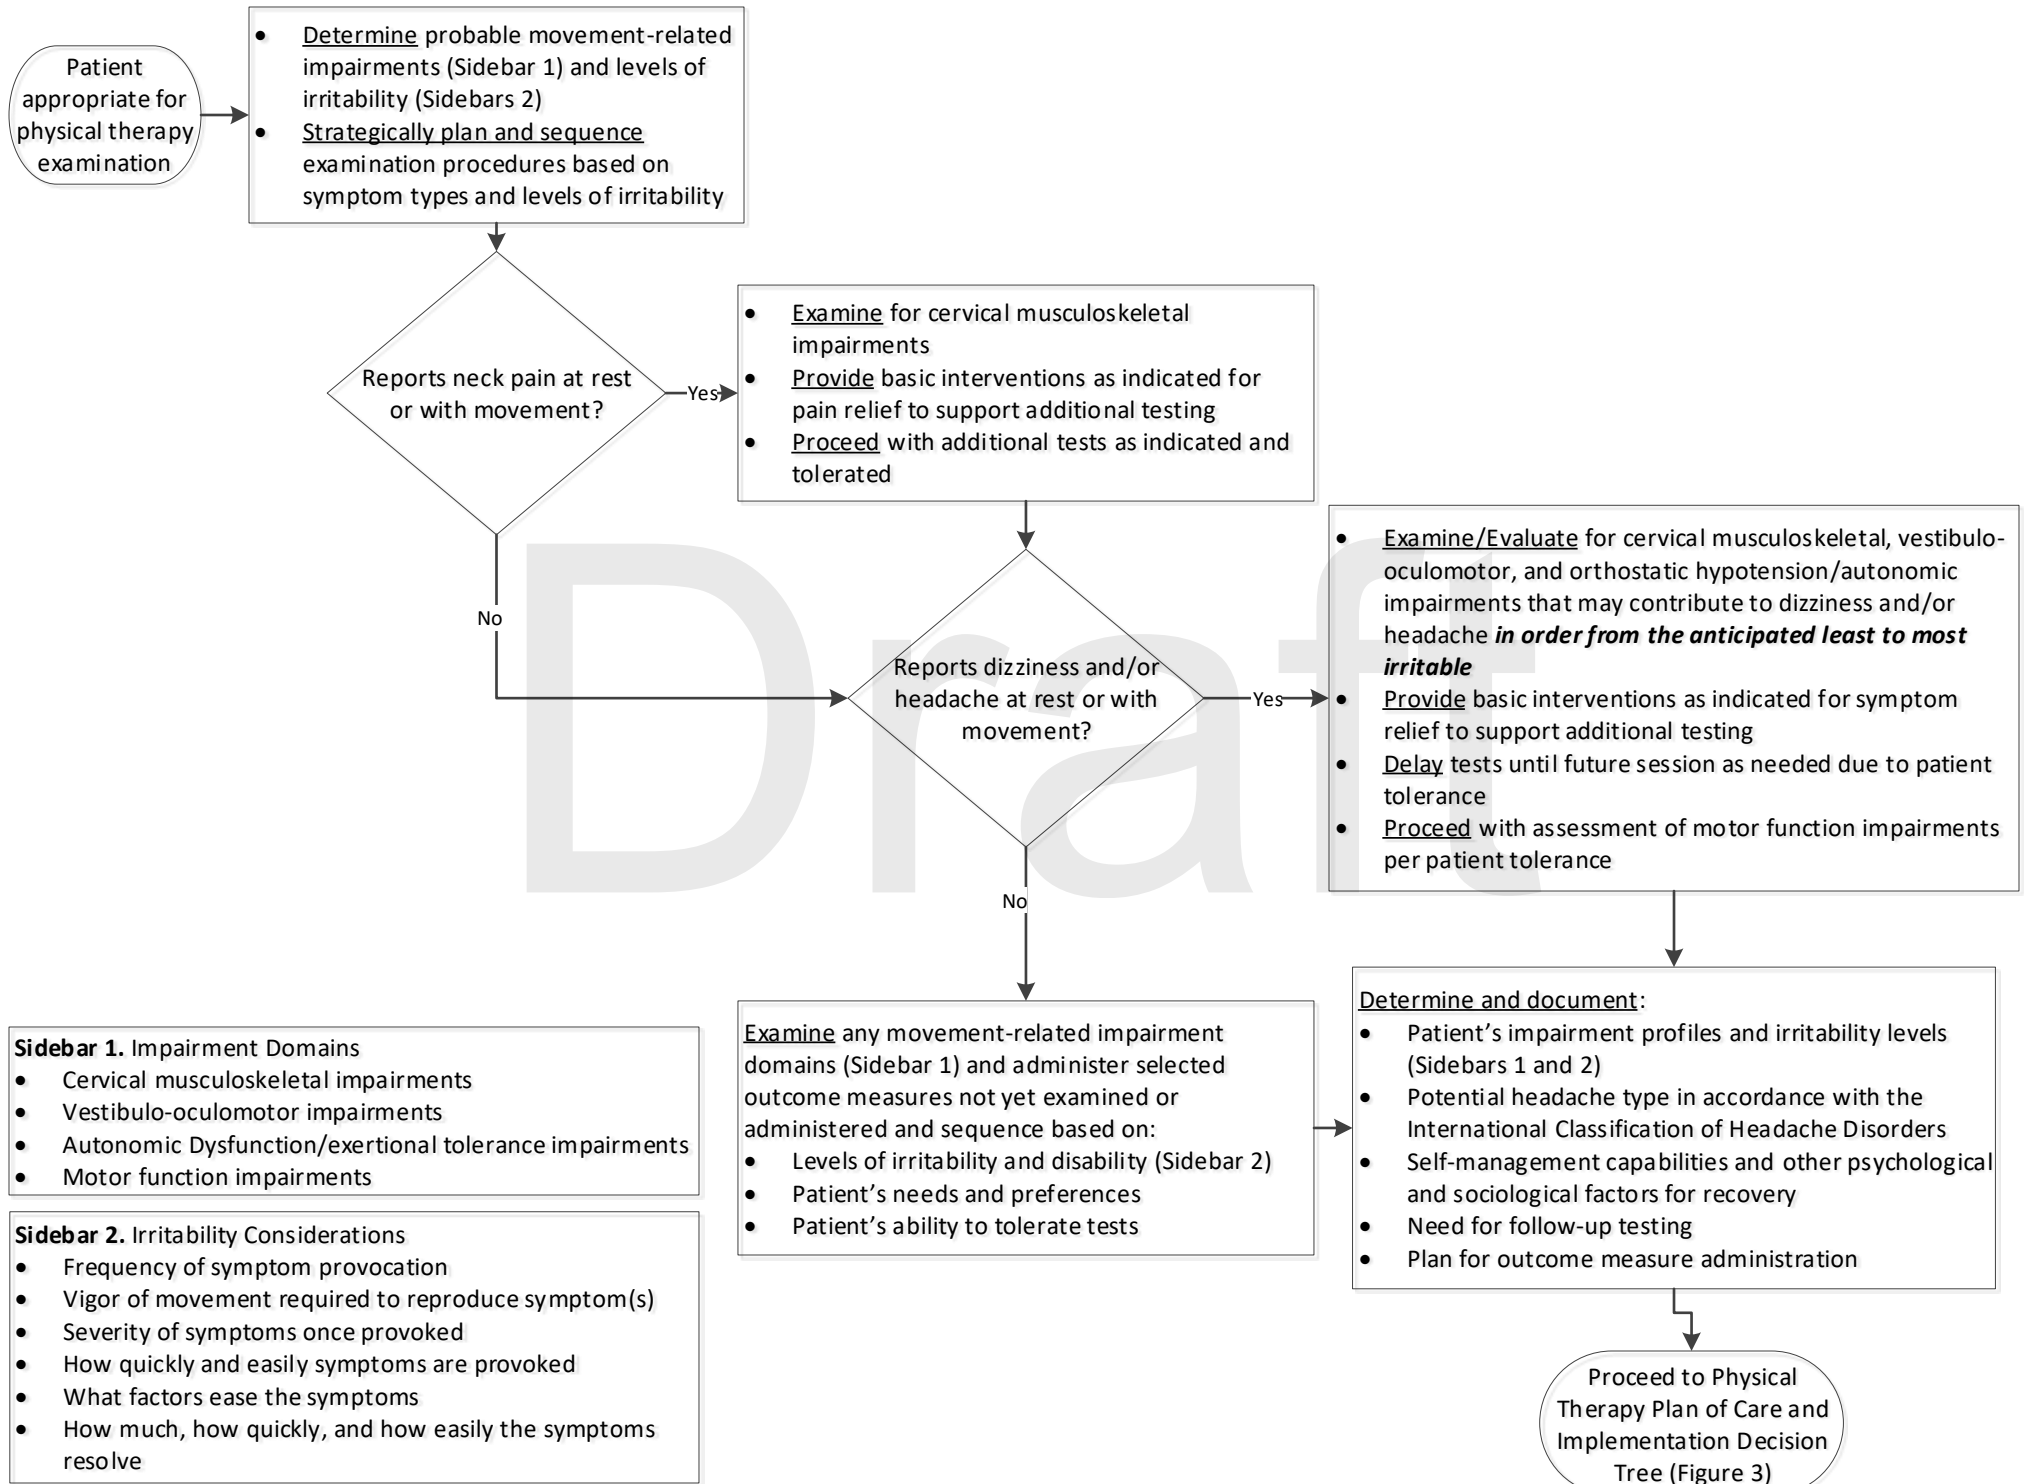 Patient
appropriate for
physical therapy
examination
• Determine probable movement-related
impairments (Sidebar 1) and levels of
irritability (Sidebars 2)
• Strategically plan and sequence
examination procedures based on
symptom types and levels of irritability
Reports neck pain at rest
or with movement?
Yes
No
• Examine for cervical musculoskeletal
impairments
• Provide basic interventions as indicated for
pain relief to support additional testing
• Proceed with additional tests as indicated and
tolerated
Reports dizziness and/or
headache at rest or with
movement?
Yes
No
• Examine/Evaluate for cervical musculoskeletal, vestibulo-
oculomotor, and orthostatic hypotension/autonomic
impairments that may contribute to dizziness and/or
headache in order from the anticipated least to most
irritable
• Provide basic interventions as indicated for symptom
relief to support additional testing
• Delay tests until future session as needed due to patient
tolerance
• Proceed with assessment of motor function impairments
per patient tolerance
Draft
Examine any movement-related impairment
domains (Sidebar 1) and administer selected
outcome measures not yet examined or
administered and sequence based on:
• Levels of irritability and disability (Sidebar 2)
• Patient’s needs and preferences
• Patient’s ability to tolerate tests
Determine and document:
• Patient’s impairment profiles and irritability levels
(Sidebars 1 and 2)
• Potential headache type in accordance with the
International Classification of Headache Disorders
• Self-management capabilities and other psychological
and sociological factors for recovery
• Need for follow-up testing
• Plan for outcome measure administration
Proceed to Physical
Therapy Plan of Care and
Implementation Decision
Tree (Figure 3)
Sidebar 1. Impairment Domains
• Cervical musculoskeletal impairments
• Vestibulo-oculomotor impairments
• Autonomic Dysfunction/exertional tolerance impairments
• Motor function impairments
Sidebar 2. Irritability Considerations
• Frequency of symptom provocation
• Vigor of movement required to reproduce symptom(s)
• Severity of symptoms once provoked
• How quickly and easily symptoms are provoked
• What factors ease the symptoms
• How much, how quickly, and how easily the symptoms
resolve